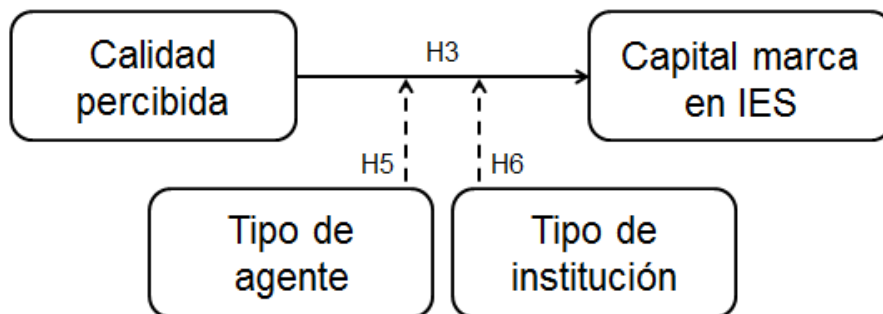 Calidad
percibida
H3
Capital marca
en IES
H5
H6
Tipo de
agente
Tipo de
institución